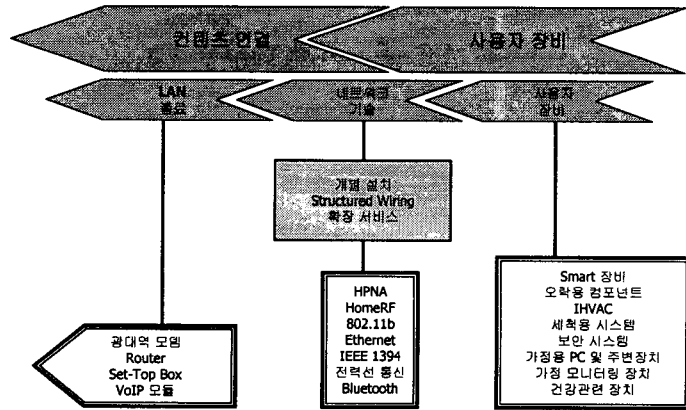 컨텐츠 연결
사용자 장비
LAN
종료
네트워크
기술
사용자
장비
개별 설치
Structured Wiring
확장 서비스
HPNA
HomeRF
802.11b
Ethernet
IEEE 1394
전력선 통신
Bluetooth
광대역 모뎀
Router
Set-Top Box
VoIP 모듈
Smart 장비
오락용 컴포넌트
IHVAC
세척용 시스템
보안 시스템
가정용 PC 및 주변장치
가정 모니터링 장치
건강관련 장치